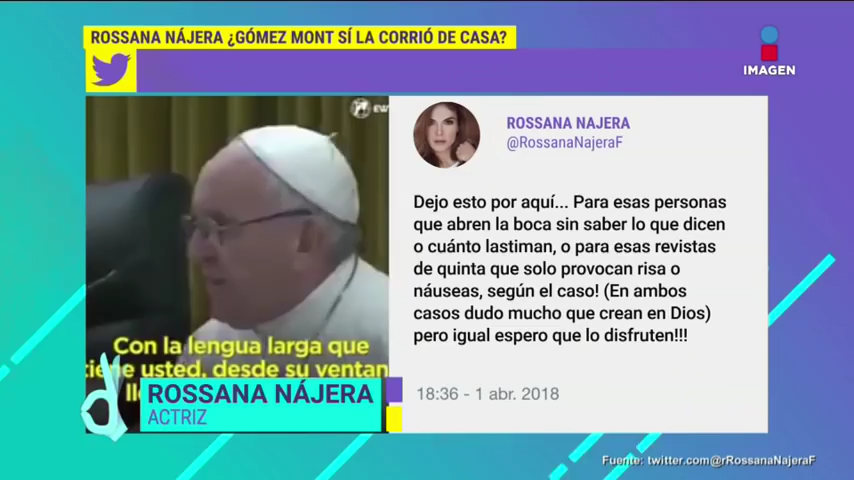 ROSSANA NÁJERA ¿GÓMEZ MONT SÍ LA CORRIÓ DE CASA?
IMAGEN
EW
ROSSANA NAJERA
@RossanaNajeraF
Dejo esto por aquí... Para esas personas
que abren la boca sin saber lo que dicen
o cuánto lastiman, o para esas revistas
de quinta que solo provocan risa o
náuseas, según el caso! (En ambos
casos dudo mucho que crean en Dios)
pero igual espero que lo disfruten!!!
18:36 - 1 abr. 2018
Con la lengua larga que
tiene usted, desde su ventan
ROSSANA NÁJERA
ACTRIZ
Fuente: twitter.com@rRossanaNajeraF